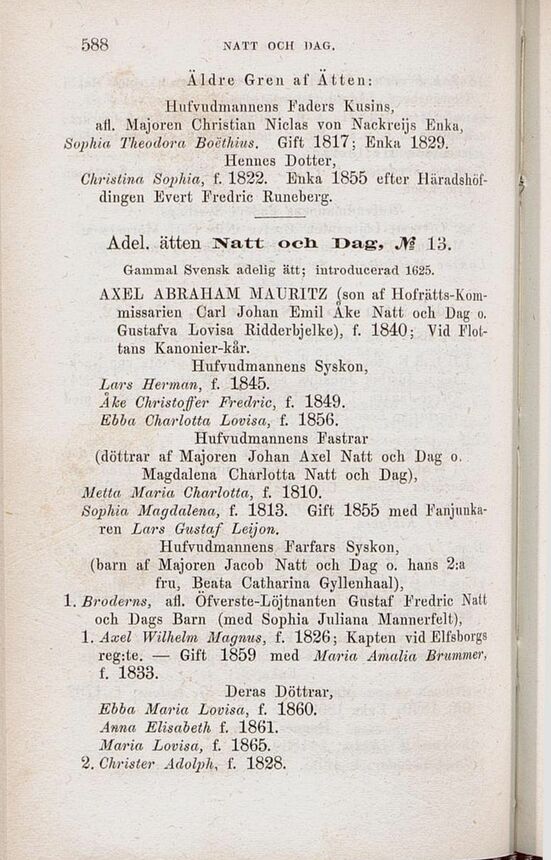 588 NATT OCH DAG.
Äldre Gren af Ätten:
Hufvudmannens Faders Kusins,
afl. Majoren Christian Niclas von Nackreijs Enka,
Sophia Theodora Boëthius. Gift 1817; Enka 1829.
Hennes Dotter,
Christina Sophia, f. 1822. Enka 1855 efter Häradshöf-
dingen Evert Fredric Runeberg.
Adel. ätten Natt och Dag, № 13.
Gammal Svensk adelig ätt; introducerad 1625.
AXEL ABRAHAM MAURITZ (son af Hofrätts-Kom-
missarien Carl Johan Emil Åke Natt och Dag o.
Gustafva Lovisa Ridderbjelke), f. 1840; Vid Flot-
tans Kanonier-kår.
Hufvudmannens Syskon,
Lars Herman, f. 1845.
Åke Christoffer Fredric, f. 1849.
Ebba Charlotta Lovisa, f. 1856.
Hufvudmannens Fastrar
(döttrar af Majoren Johan Axel Natt och Dag o.
Magdalena Charlotta Natt och Dag),
Metta Maria Charlotta, f. 1810.
Sophia Magdalena, f. 1813. Gift 1855 med Fanjunka-
ren Lars Gustaf Leijon.
Hufvudmannens Farfars Syskon,
(barn af Majoren Jacob Natt och Dag o. hans 2:a
fru, Beata Catharina Gyllenhaal),
1. Broderns, afl. Öfverste-Löjtnanten Gustaf Fredric Natt
och Dags Barn (med Sophia Juliana Mannerfelt),
1. Axel Wilhelm Magnus, f. 1826; Kapten vid Elfsborgs
reg:te. — Gift 1859 med Maria Amalia Brummer,
f. 1833.
Deras Döttrar,
Ebba Maria Lovisa, f. 1860.
Anna Elisabeth f. 1861.
Maria Lovisa, f. 1865.
2. Christer Adolph, f. 1828.